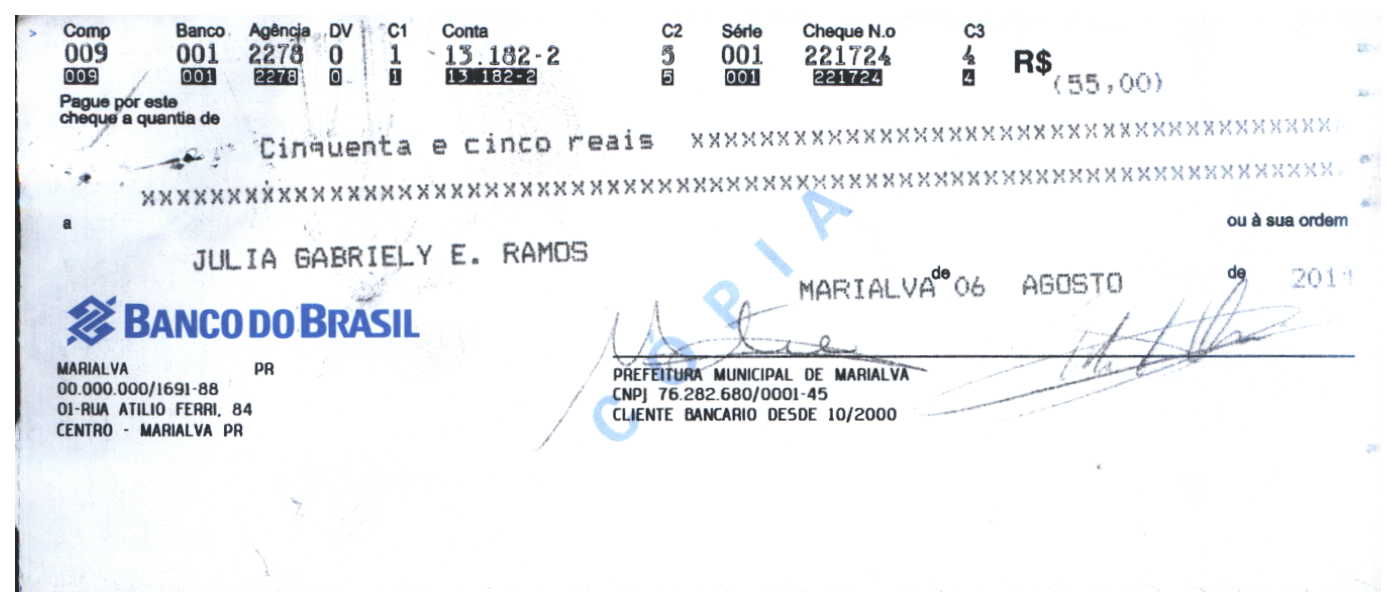 Comp Banco Agência DV C1 Conta C2 Série Cheque N.o C3
009 001 2278 0 1 13.182-2 5 001 221724 4 R$ (55,00)
009 001 2278 0 1 13.182-2 5 001 221724 4
Pague por este
cheque a quantia de
Cinquenta e cinco reais XXXXXXXXXXXXXXXXXXXXXXXXXXXXXXXXXXXXXXXXXXXXX
XXXXXXXXXXXXXXXXXXXXXXXXXXXXXXXXXXXXXXXXXXXXXXXXXXXXXXXXXXXXXXXXXXXXXX
a ou à sua ordem
JULIA GABRIELY E. RAMOS
MARIALVA de 06 AGOSTO de
BANCO DO BRASIL
MARIALVA PR
00.000.000/1691-88
01-RUA ATILIO FERRI, 84
CENTRO - MARIALVA PR
PREFEITURA MUNICIPAL DE MARIALVA
CNPJ 76.282.680/0001-45
CLIENTE BANCARIO DESDE 10/2000
CÓPIA